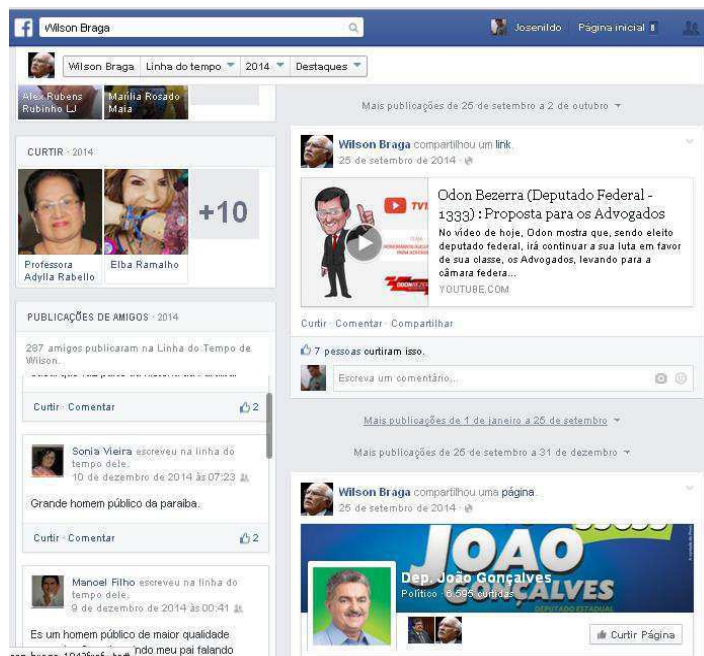 f
Wilson Braga
Josenildo
Página inicial 8
Wilson Braga
Linha do tempo
2014
Destaques
Alex Rubens
Rubinho LJ
Marília Rosado
Maia
CURTIR · 2014
+10
Professora
Adylla Rabello
Elba Ramalho
PUBLICAÇÕES DE AMIGOS · 2014
287 amigos publicaram na Linha do Tempo de
Wilson.
Curtir · Comentar
2
Sonia Vieira escreveu na linha do
tempo dele.
10 de dezembro de 2014 às 07:23
Grande homem público da paraíba.
Curtir · Comentar
2
Manoel Filho escreveu na linha do
tempo dele.
9 de dezembro de 2014 às 00:41
Es um homem público de maior qualidade
ndo meu pai falando
Mais publicações de 25 de setembro a 2 de outubro
Wilson Braga compartilhou um link.
25 de setembro de 2014 ·
ODONBEZERRA
Odon Bezerra (Deputado Federal -
1333) : Proposta para os Advogados
No vídeo de hoje, Odon mostra que, sendo eleito
deputado federal, irá continuar a sua luta em favor
de sua classe, os Advogados, levando para a
câmara federa...
YOUTUBE.COM
Curtir · Comentar · Compartilhar
7 pessoas curtiram isso.
Escreva um comentário...
Mais publicações de 1 de janeiro a 25 de setembro
Mais publicações de 25 de setembro a 31 de dezembro
Wilson Braga compartilhou uma página.
25 de setembro de 2014 ·
JOÃO
GONÇALVES
DEPUTADO ESTADUAL
Dep. João Gonçalves
Político · 6.595 curtidas
Curtir Página